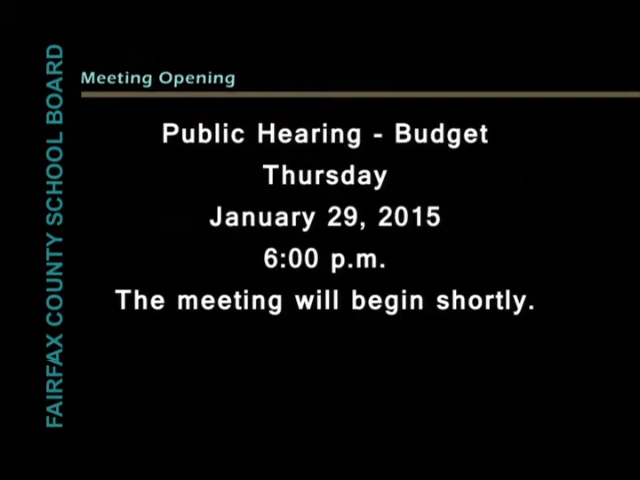 FAIRFAX COUNTY SCHOOL BOARD
Meeting Opening
Public Hearing - Budget
Thursday
January 29, 2015
6:00 p.m.
The meeting will begin shortly.